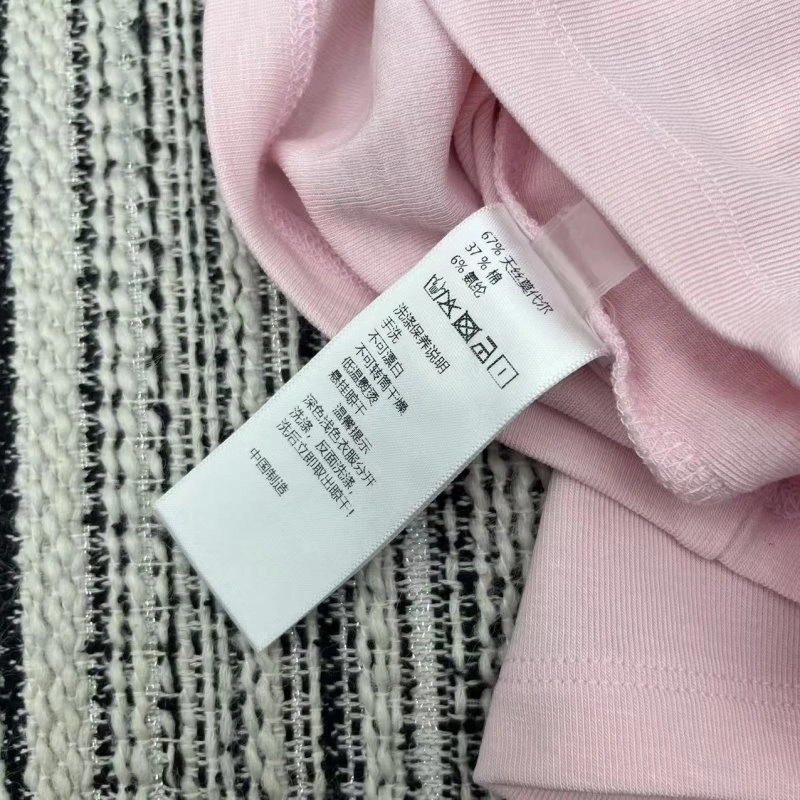 67% 天丝莫代尔
37% 棉
6% 氨纶
洗涤保养说明
手洗
不可漂白
不可转筒干燥
低温熨烫
悬挂晾干
温馨提示
深色浅色衣服分开
洗涤，反面洗涤，
洗后立即取出晾干！
中国制造